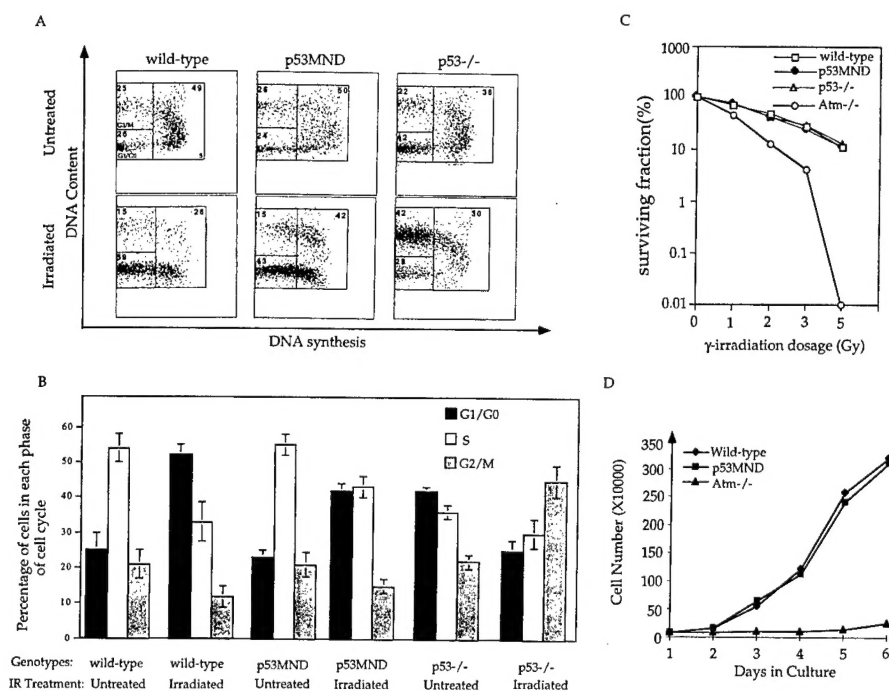 A
wild-type
p53MND
p53-/-
Untreated
Irradiated
DNA Content
25 49
G2/M
26
G1/G0
S
26 50
24
22 36
42
15 26
59
15 42
43
42 30
28
DNA synthesis
B
Percentage of cells in each phase
of cell cycle
60
50
40
30
20
10
0
G1/G0
S
G2/M
Genotypes: wild-type wild-type p53MND p53MND p53-/- p53-/-
IR Treatment: Untreated Irradiated Untreated Irradiated Untreated Irradiated
C
surviving fraction(%)
1000
100
10
1
0.1
0.01
wild-type
p53MND
p53-/-
Atm-/-
0 1 2 3 5
γ-irradiation dosage (Gy)
D
Cell Number (X10000)
350
300
250
200
150
100
50
0
Wild-type
p53MND
Atm-/-
1 2 3 4 5 6
Days in Culture